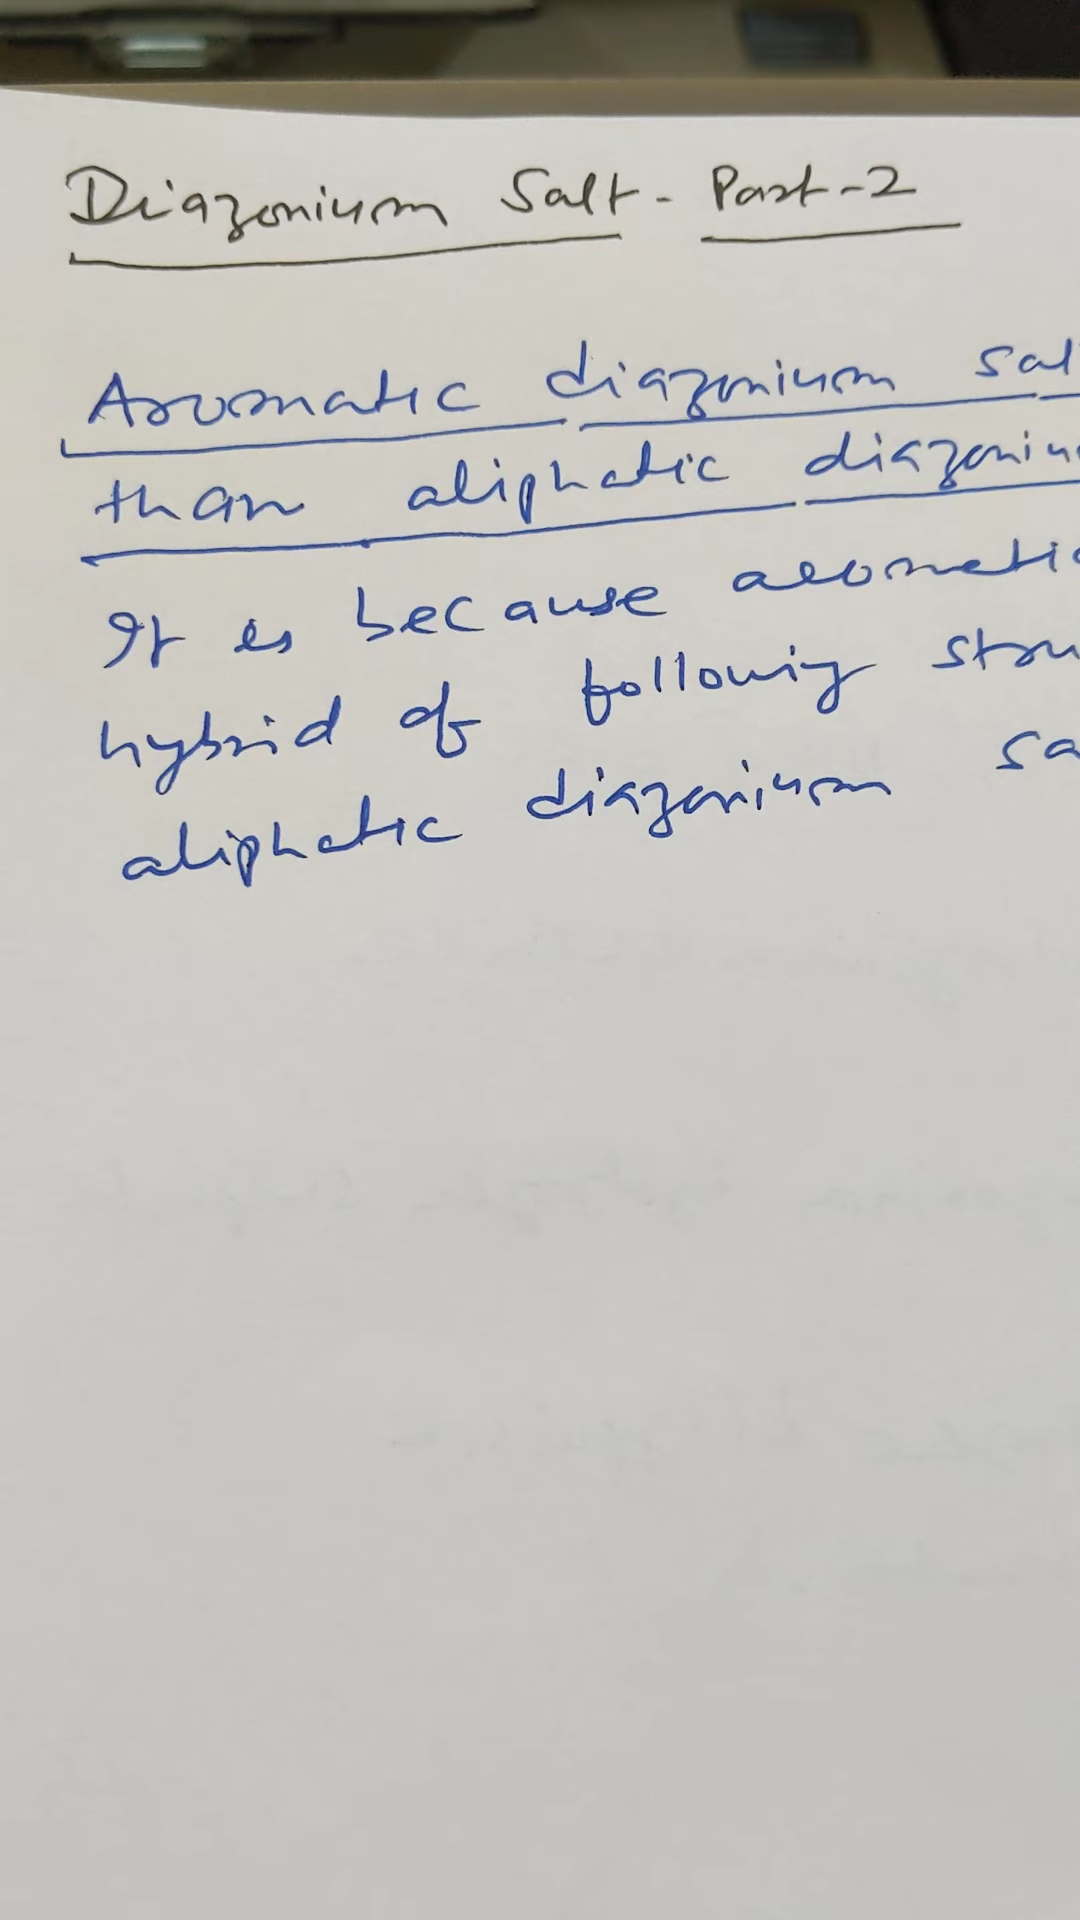 Diazonium Salt - Part-2
Aromatic diazonium sal
than aliphatic diazoniu
It is because aromatic
hybrid of following stru
aliphatic diazonium sa